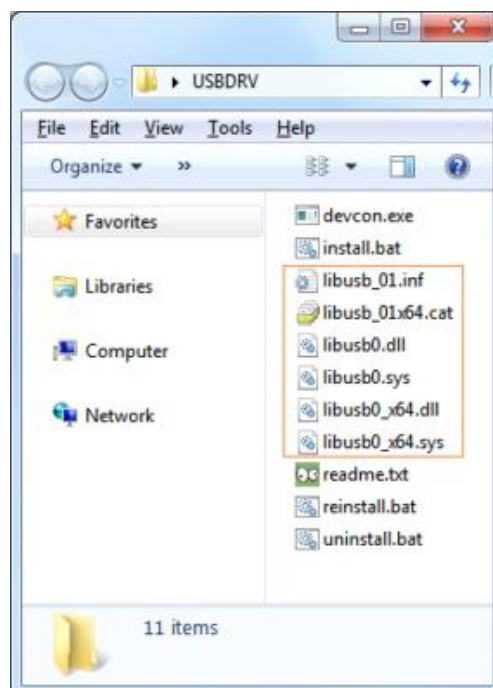 USBDRV
File Edit View Tools Help
Organize »
Favorites
Libraries
Computer
Network
devcon.exe
install.bat
libusb_01.inf
libusb_01x64.cat
libusb0.dll
libusb0.sys
libusb0_x64.dll
libusb0_x64.sys
readme.txt
reinstall.bat
uninstall.bat
11 items